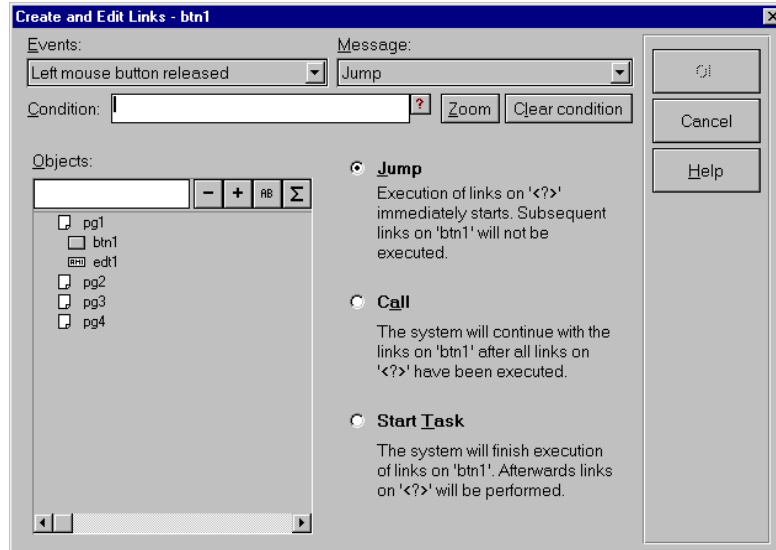 Create and Edit Links - btn1
Events:
Message:
Left mouse button released
Jump
Condition:
?
Zoom
Clear condition
Cancel
Help
Objects:
− + AB Σ
pg1
btn1
edt1
pg2
pg3
pg4
Jump
Execution of links on '<?>'
immediately starts. Subsequent
links on 'btn1' will not be
executed.
Call
The system will continue with the
links on 'btn1' after all links on
'<?>' have been executed.
Start Task
The system will finish execution
of links on 'btn1'. Afterwards links
on '<?>' will be performed.